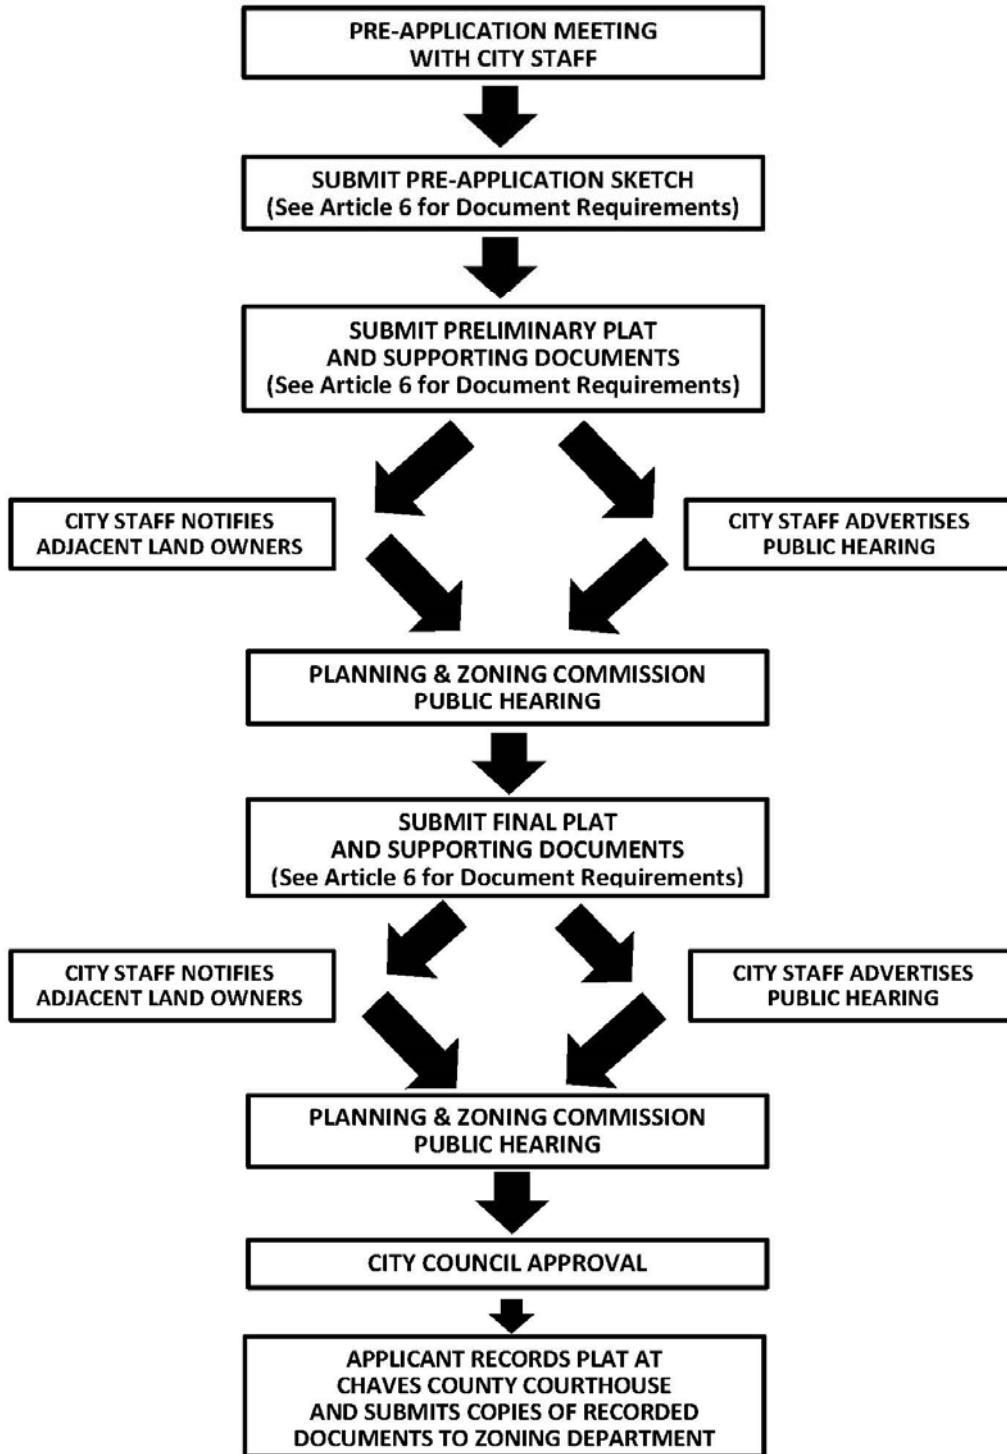 PRE-APPLICATION MEETING
WITH CITY STAFF
SUBMIT PRE-APPLICATION SKETCH
(See Article 6 for Document Requirements)
SUBMIT PRELIMINARY PLAT
AND SUPPORTING DOCUMENTS
(See Article 6 for Document Requirements)
CITY STAFF NOTIFIES
ADJACENT LAND OWNERS
CITY STAFF ADVERTISES
PUBLIC HEARING
PLANNING & ZONING COMMISSION
PUBLIC HEARING
SUBMIT FINAL PLAT
AND SUPPORTING DOCUMENTS
(See Article 6 for Document Requirements)
CITY STAFF NOTIFIES
ADJACENT LAND OWNERS
CITY STAFF ADVERTISES
PUBLIC HEARING
PLANNING & ZONING COMMISSION
PUBLIC HEARING
CITY COUNCIL APPROVAL
APPLICANT RECORDS PLAT AT
CHAVES COUNTY COURTHOUSE
AND SUBMITS COPIES OF RECORDED
DOCUMENTS TO ZONING DEPARTMENT